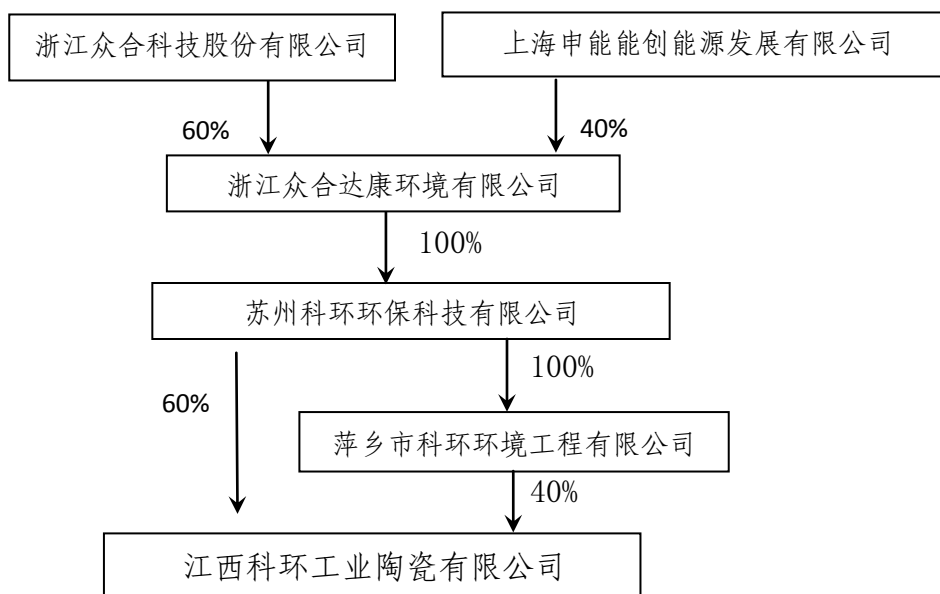 浙江众合科技股份有限公司
上海申能能创能源发展有限公司
60%
40%
浙江众合达康环境有限公司
100%
苏州科环环保科技有限公司
100%
60%
萍乡市科环环境工程有限公司
40%
江西科环工业陶瓷有限公司